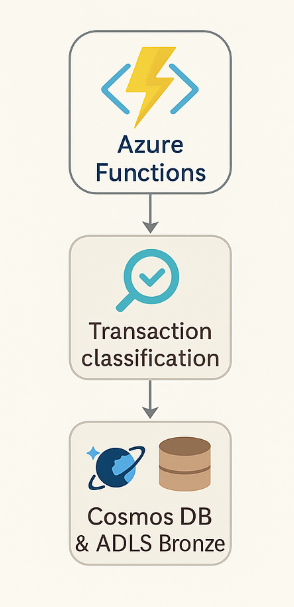 Azure
Functions
Transaction
classification
Cosmos DB
& ADLS Bronze